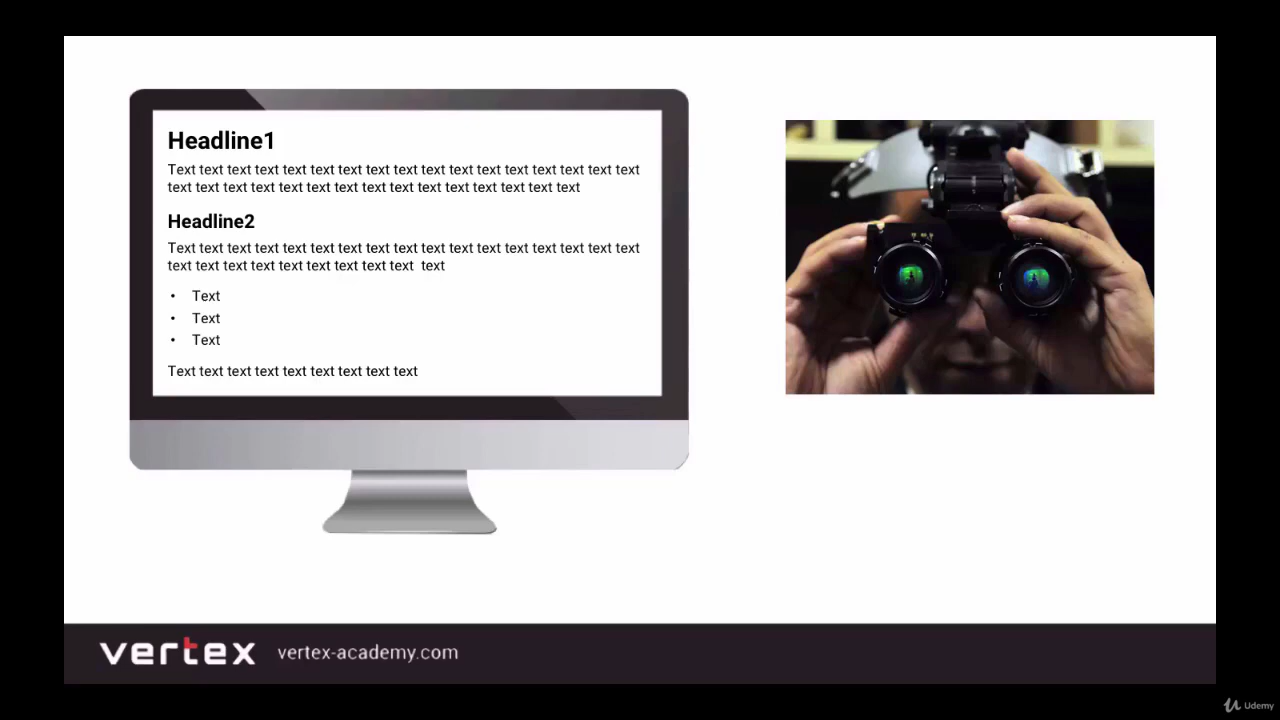 Headline1
Text text text text text text text text text text text text text text text text text
text text text text text text text text text text text text text text text
Headline2
Text text text text text text text text text text text text text text text text text
text text text text text text text text text  text
• Text
• Text
• Text
Text text text text text text text text text
vertex vertex-academy.com
Udemy